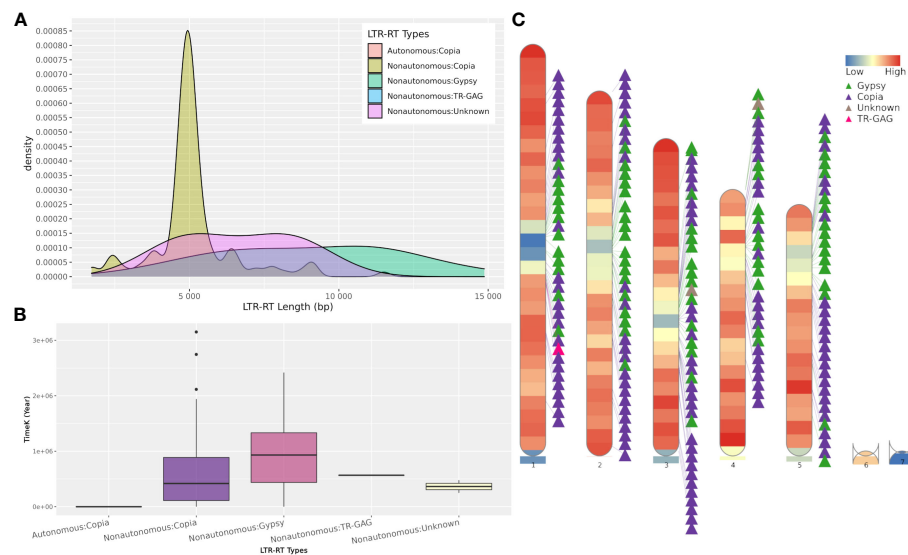 A
LTR-RT Types
Autonomous:Copia
Nonautonomous:Copia
Nonautonomous:Gypsy
Nonautonomous:TR-GAG
Nonautonomous:Unknown
0.00085
0.00080
0.00075
0.00070
0.00065
0.00060
0.00055
0.00050
0.00045
0.00040
0.00035
0.00030
0.00025
0.00020
0.00015
0.00010
0.00005
0.00000
density
5 000
10 000
15 000
LTR-RT Length (bp)
B
3e+06
2e+06
1e+06
0e+00
TimeK (Year)
Autonomous:Copia
Nonautonomous:Copia
Nonautonomous:Gypsy
Nonautonomous:TR-GAG
Nonautonomous:Unknown
LTR-RT Types
C
Low High
Gypsy
Copia
Unknown
TR-GAG
1
2
3
4
5
6
7